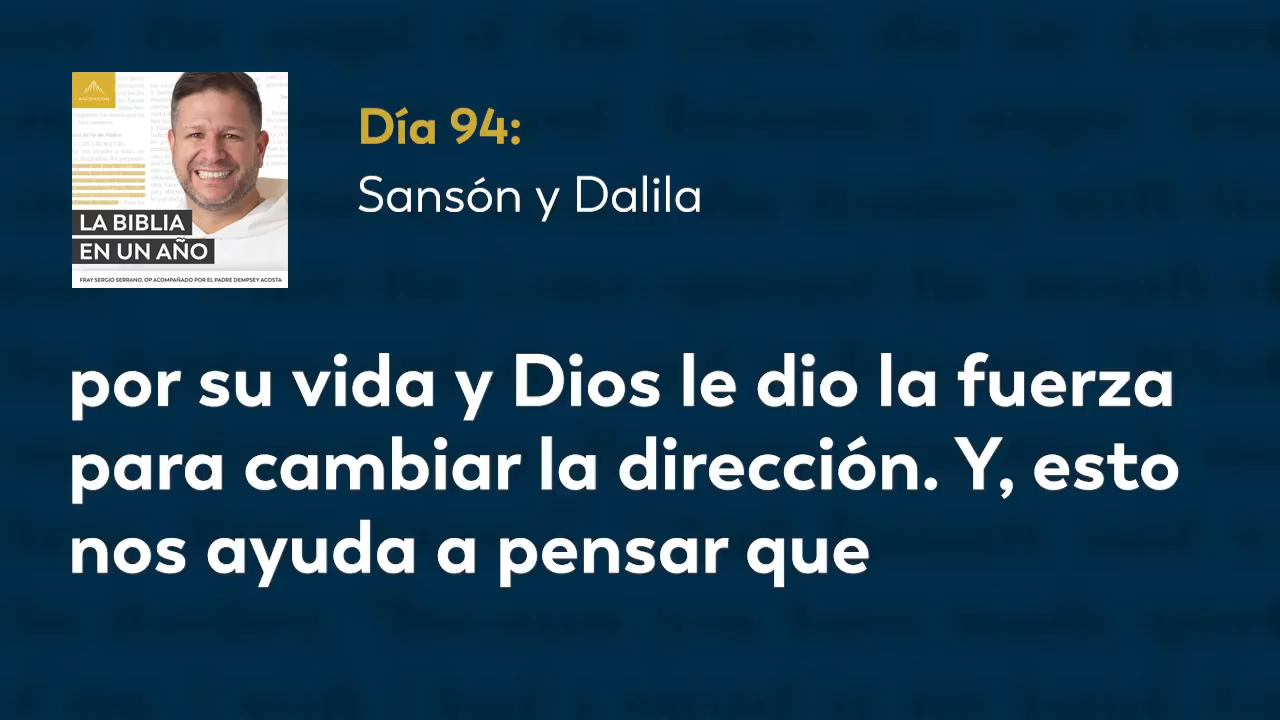 ASCENSION
LA BIBLIA
EN UN AÑO
FRAY SERGIO SERRANO, OP ACOMPAÑADO POR EL PADRE DEMPSEY ACOSTA
Día 94:
Sansón y Dalila
por su vida y Dios le dio la fuerza
para cambiar la dirección. Y, esto
nos ayuda a pensar que